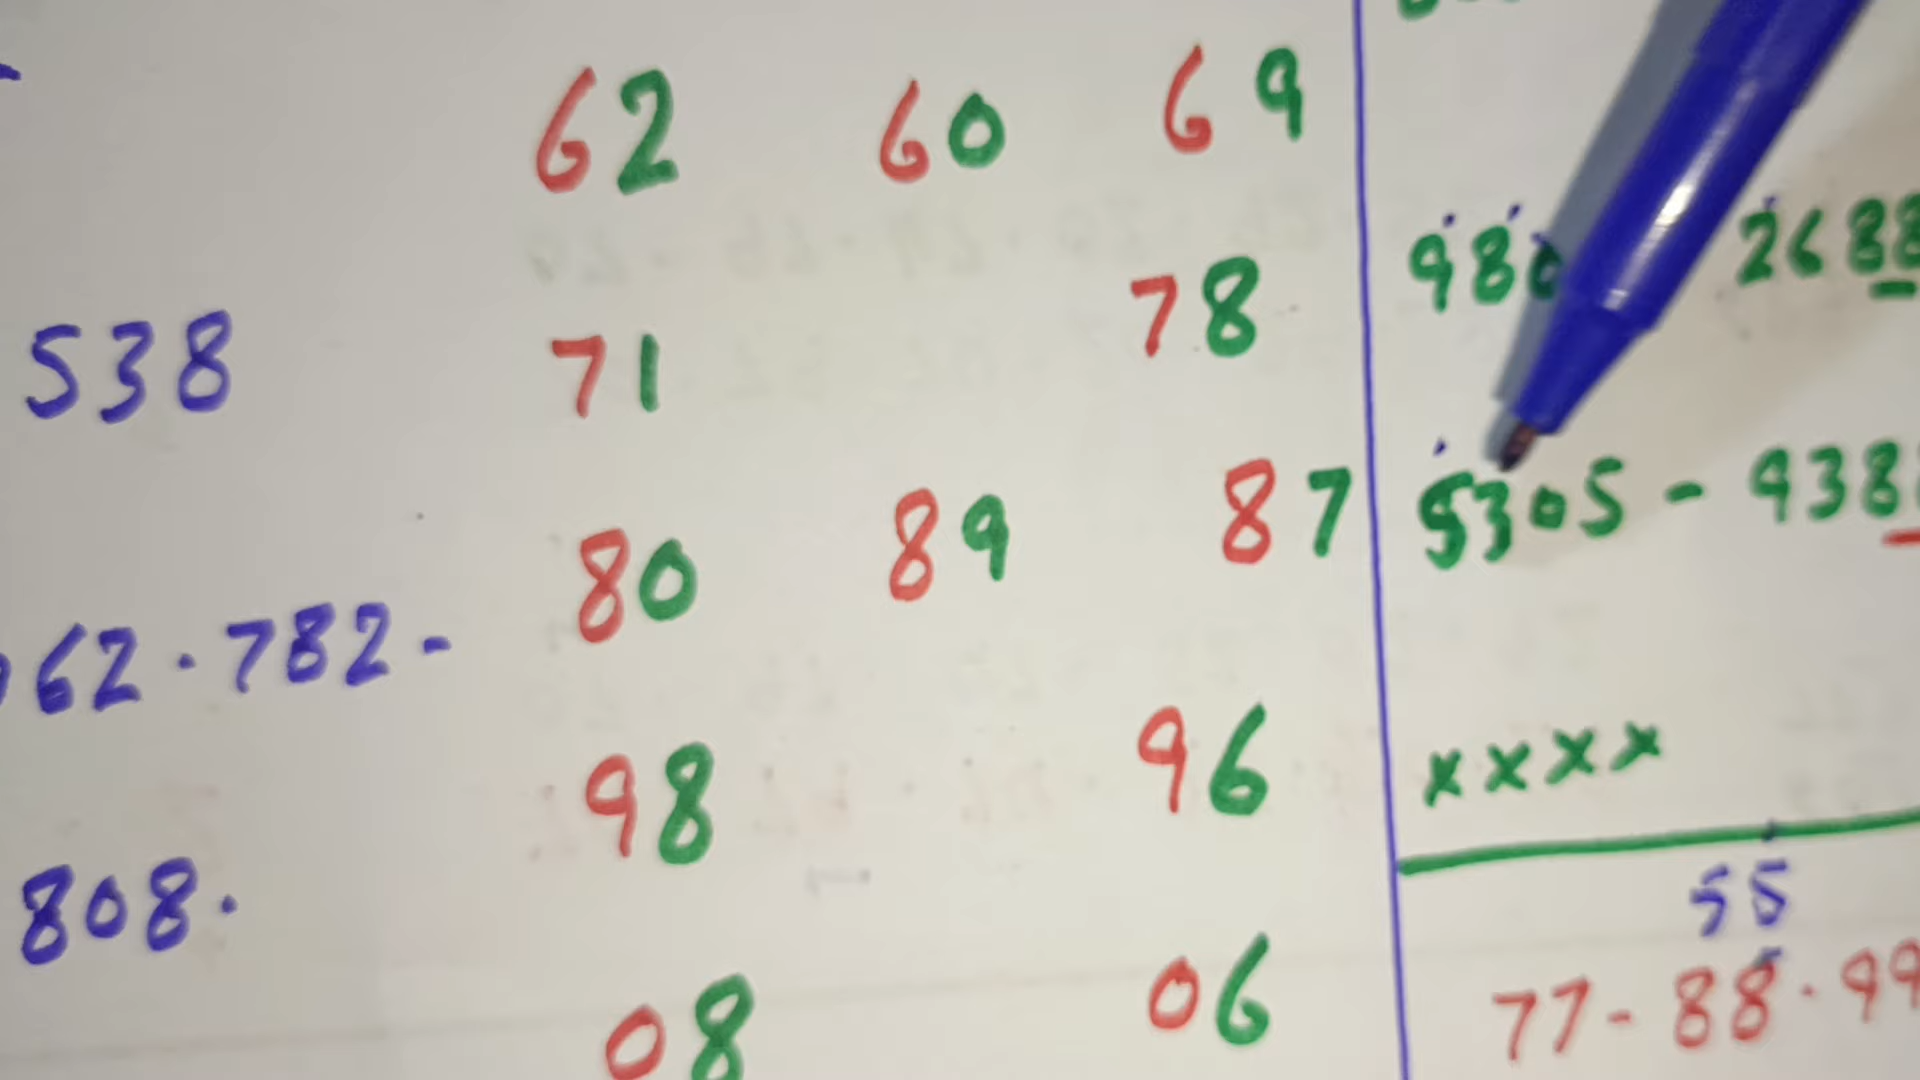 62 60 69
980 2688
538 71 78
80 89 87 5305 - 938
62 · 782 -
98 96 xxxx
808 · 55
08 06 77 - 88 · 99